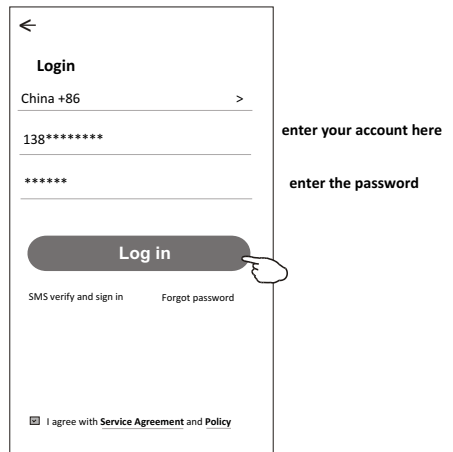 Login
China +86 >
138********
enter your account here
******
enter the password
Log in
SMS verify and sign in Forgot password
I agree with Service Agreement and Policy